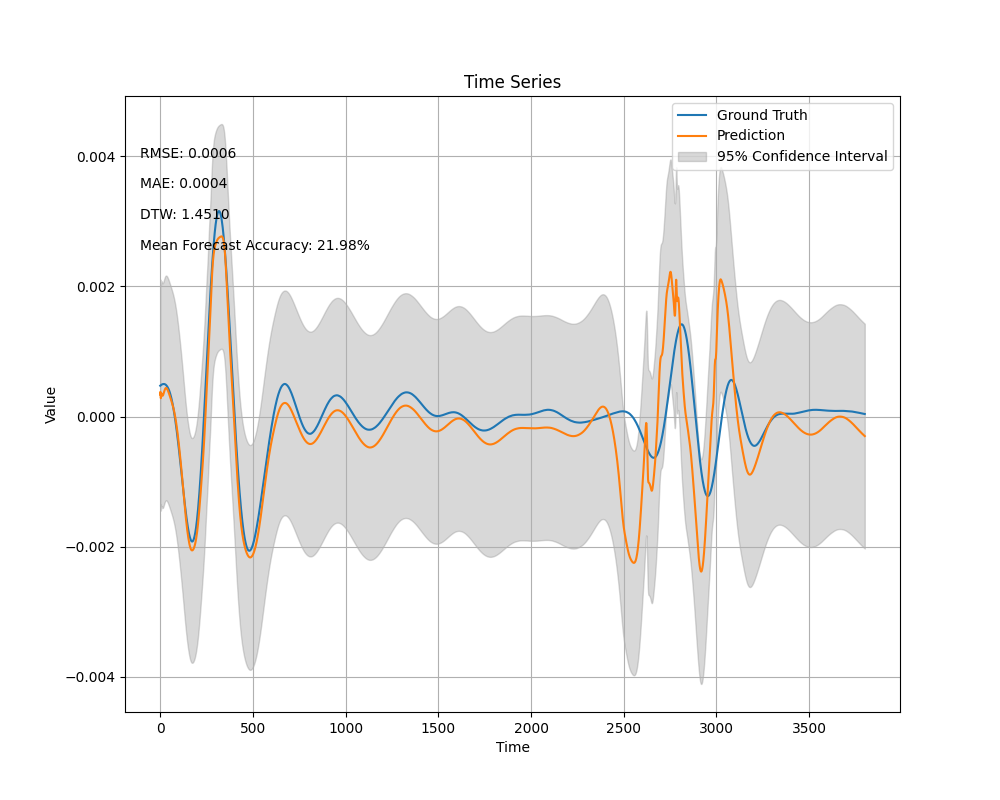 Time Series
Ground Truth
Prediction
95% Confidence Interval
RMSE: 0.0006
MAE: 0.0004
DTW: 1.4510
Mean Forecast Accuracy: 21.98%
0.004
0.002
0.000
−0.002
−0.004
Value
0 500 1000 1500 2000 2500 3000 3500
Time